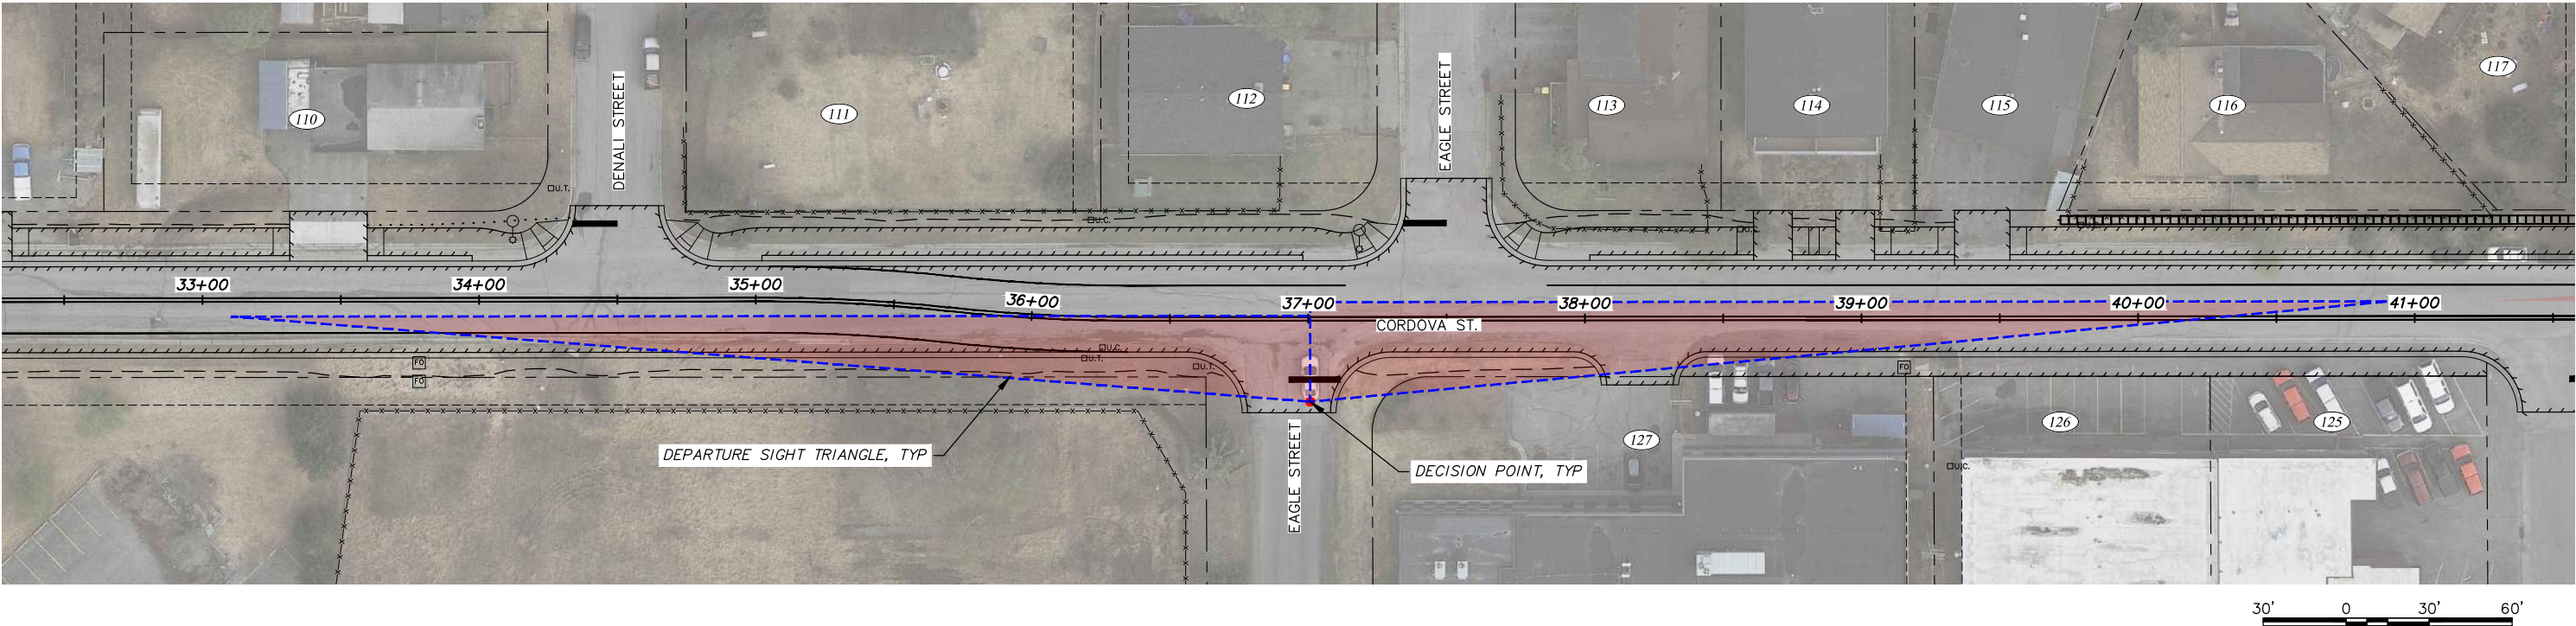 117
110
111
112
113
114
115
116
DENALI STREET
EAGLE STREET
U.T.
U.C.
33+00
34+00
35+00
36+00
37+00
38+00
39+00
40+00
41+00
CORDOVA ST.
U.C.
U.T.
U.T.
FO
FO
FO
DEPARTURE SIGHT TRIANGLE, TYP
EAGLE STREET
DECISION POINT, TYP
127
126
125
U.C.
30' 0 30' 60'